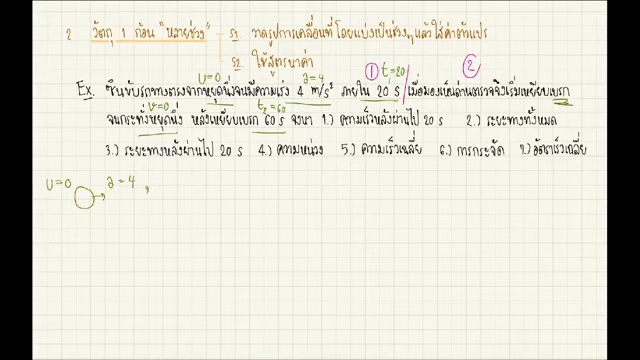 2 วัตถุ 1 ก้อน "หลายช่วง" ร1. วาดรูปการเคลื่อนที่ โดยแบ่งเป็นช่วงๆ แล้วใส่ค่าตัวแปร
ร2. ใช้สูตรหาค่า
u=0 a=4 ① t=20 ②
Ex. ซินขับรถทางตรงจากหยุดนิ่งจนมีความเร่ง 4 m/s² ภายใน 20 s เมื่อมองเห็นด่านตรวจจึงเริ่มเหยียบเบรก
v=0 t₂=60
จนกระทั่งหยุดนิ่ง หลังเหยียบเบรก 60 s จงหา 1.) ความเร็วหลังผ่านไป 20 s 2.) ระยะทางทั้งหมด
3.) ระยะทางหลังผ่านไป 20 s 4.) ความหน่วง 5.) ความเร็วเฉลี่ย 6.) การกระจัด 7.) อัตราเร็วเฉลี่ย
u=0 a=4 ,